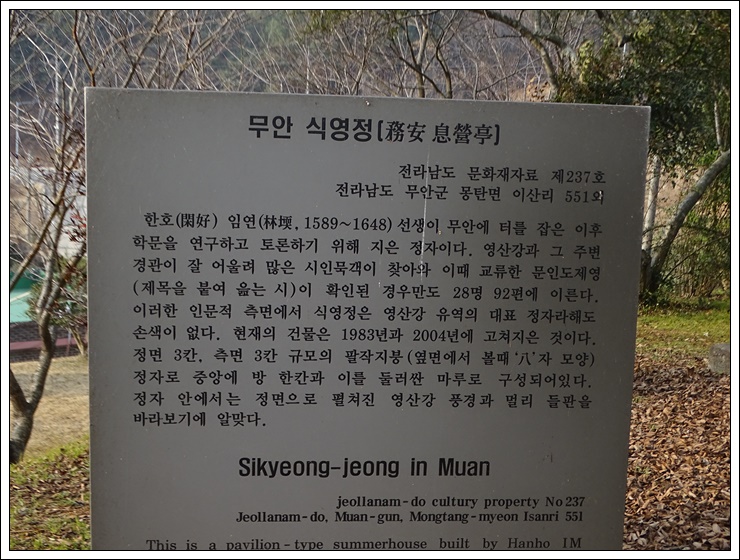 무안 식영정(務安 息營亭)
전라남도 문화재자료 제237호
전라남도 무안군 몽탄면 이산리 551외
한호(閑好) 임연(林堧, 1589~1648) 선생이 무안에 터를 잡은 이후
학문을 연구하고 토론하기 위해 지은 정자이다. 영산강과 그 주변
경관이 잘 어울려 많은 시인묵객이 찾아와 이때 교류한 문인도제영
(제목을 붙여 읊는 시)이 확인된 경우만도 28명 92편에 이른다.
이러한 인문적 측면에서 식영정은 영산강 유역의 대표 정자라해도
손색이 없다. 현재의 건물은 1983년과 2004년에 고쳐지은 것이다.
정면 3칸, 측면 3칸 규모의 팔작지붕(옆면에서 볼때 '八'자 모양)
정자로 중앙에 방 한칸과 이를 둘러싼 마루로 구성되어있다.
정자 안에서는 정면으로 펼쳐진 영산강 풍경과 멀리 들판을
바라보기에 알맞다.
Sikyeong-jeong in Muan
jeollanam-do cultury property No 237
Jeollanam-do, Muan-gun, Mongtang-myeon Isanri 551
This is a pavilion-type summerhouse built by Hanho IM